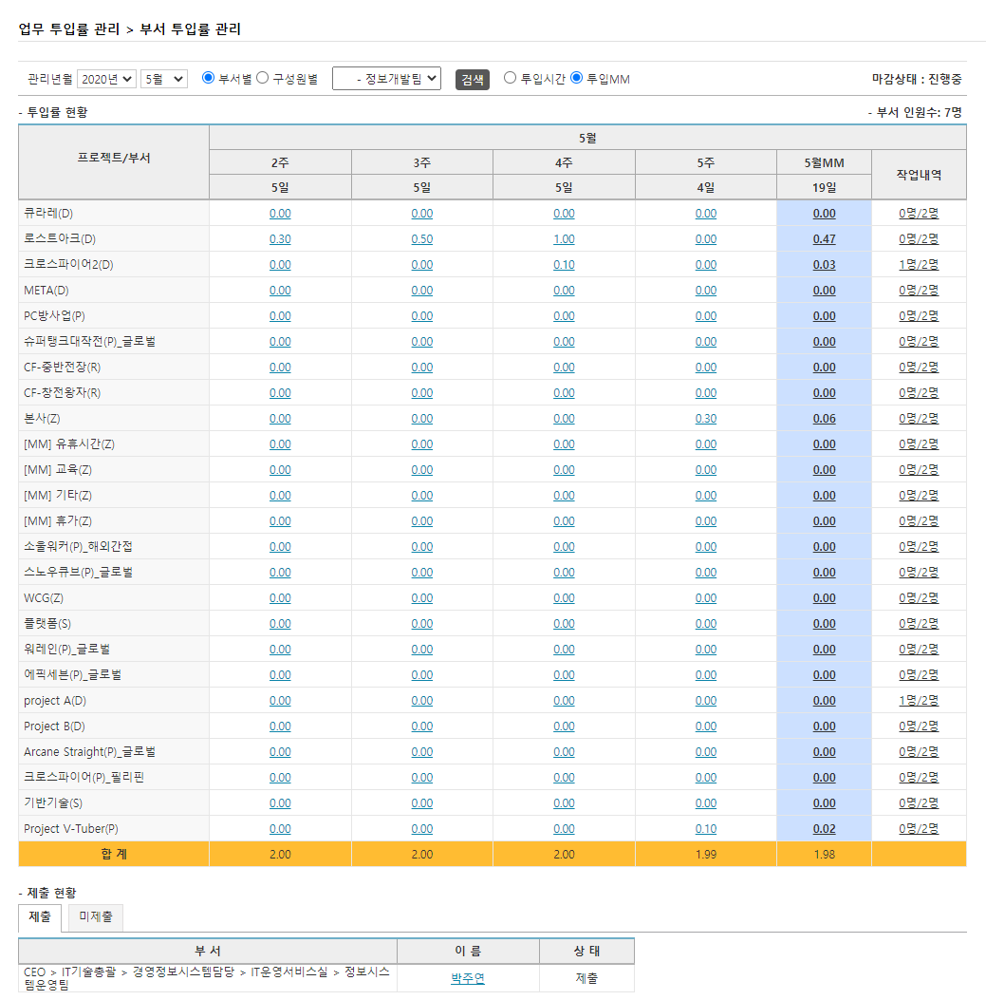 업무 투입률 관리 > 부서 투입률 관리
관리년월 2020년 5월 부서별 구성원별 - 정보개발팀 검색 투입시간 투입MM 마감상태 : 진행중
- 투입률 현황 - 부서 인원수: 7명
프로젝트/부서 5월
2주 3주 4주 5주 5월MM 작업내역
5일 5일 5일 4일 19일
큐라레(D) 0.00 0.00 0.00 0.00 0.00 0명/2명
로스트아크(D) 0.30 0.50 1.00 0.00 0.47 0명/2명
크로스파이어2(D) 0.00 0.00 0.10 0.00 0.03 1명/2명
META(D) 0.00 0.00 0.00 0.00 0.00 0명/2명
PC방사업(P) 0.00 0.00 0.00 0.00 0.00 0명/2명
슈퍼탱크대작전(P)_글로벌 0.00 0.00 0.00 0.00 0.00 0명/2명
CF-중반전장(R) 0.00 0.00 0.00 0.00 0.00 0명/2명
CF-창전왕자(R) 0.00 0.00 0.00 0.00 0.00 0명/2명
본사(Z) 0.00 0.00 0.00 0.30 0.06 0명/2명
[MM] 유휴시간(Z) 0.00 0.00 0.00 0.00 0.00 0명/2명
[MM] 교육(Z) 0.00 0.00 0.00 0.00 0.00 0명/2명
[MM] 기타(Z) 0.00 0.00 0.00 0.00 0.00 0명/2명
[MM] 휴가(Z) 0.00 0.00 0.00 0.00 0.00 0명/2명
소울워커(P)_해외간접 0.00 0.00 0.00 0.00 0.00 0명/2명
스노우큐브(P)_글로벌 0.00 0.00 0.00 0.00 0.00 0명/2명
WCG(Z) 0.00 0.00 0.00 0.00 0.00 0명/2명
플랫폼(S) 0.00 0.00 0.00 0.00 0.00 0명/2명
워레인(P)_글로벌 0.00 0.00 0.00 0.00 0.00 0명/2명
에픽세븐(P)_글로벌 0.00 0.00 0.00 0.00 0.00 0명/2명
project A(D) 0.00 0.00 0.00 0.00 0.00 1명/2명
Project B(D) 0.00 0.00 0.00 0.00 0.00 0명/2명
Arcane Straight(P)_글로벌 0.00 0.00 0.00 0.00 0.00 0명/2명
크로스파이어(P)_필리핀 0.00 0.00 0.00 0.00 0.00 0명/2명
기반기술(S) 0.00 0.00 0.00 0.00 0.00 0명/2명
Project V-Tuber(P) 0.00 0.00 0.00 0.10 0.02 0명/2명
합 계 2.00 2.00 2.00 1.99 1.98
- 제출 현황
제출 미제출
부 서 이 름 상 태
CEO > IT기술총괄 > 경영정보시스템담당 > IT운영서비스실 > 정보시스
템운영팀 박주연 제출